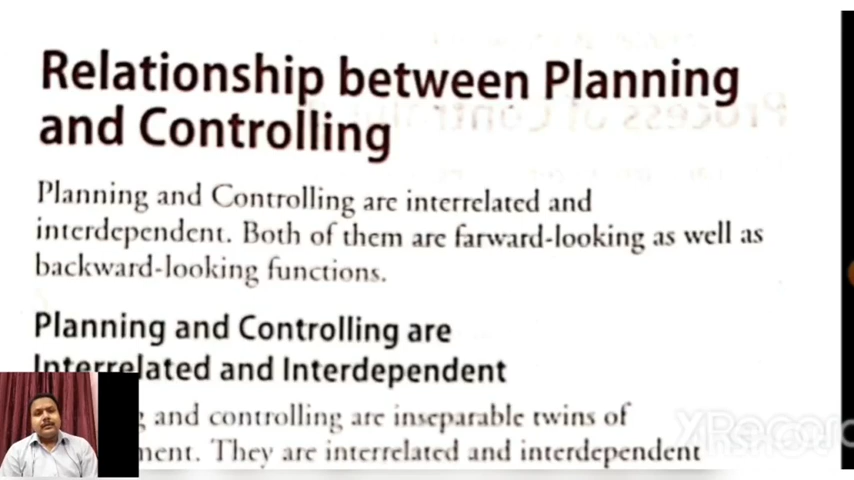 Relationship between Planning
and Controlling
Planning and Controlling are interrelated and
interdependent. Both of them are farward-looking as well as
backward-looking functions.
Planning and Controlling are
Interrelated and Interdependent
and controlling are inseparable twins of
They are interrelated and interdependent
XRecorder